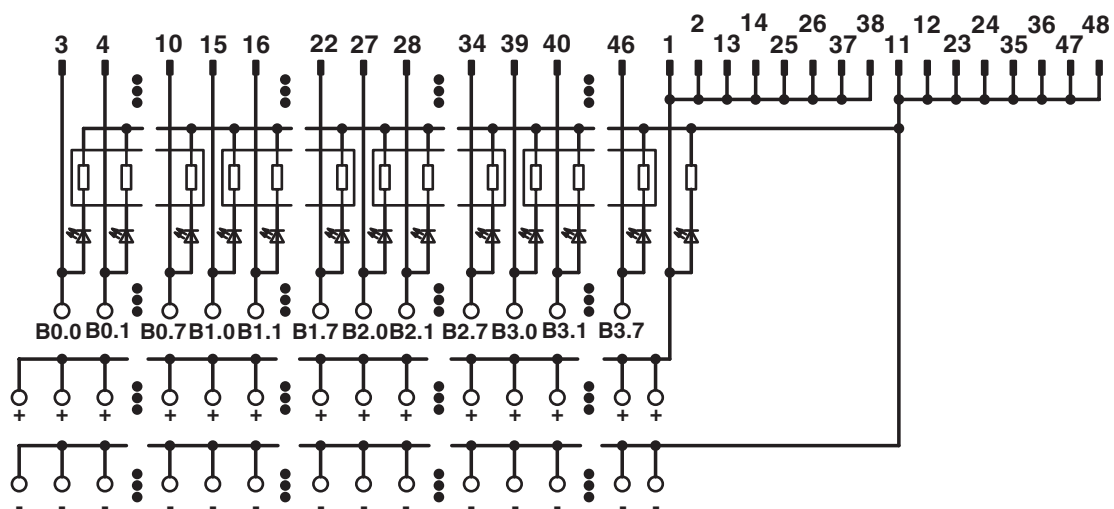 2 14 26 38 12 24 36 48
3 4 10 15 16 22 27 28 34 39 40 46 1 13 25 37 11 23 35 47
B0.0 B0.1 B0.7 B1.0 B1.1 B1.7 B2.0 B2.1 B2.7 B3.0 B3.1 B3.7
+ + + + + + + + + + + + + +
- - - - - - - - - - - - - -